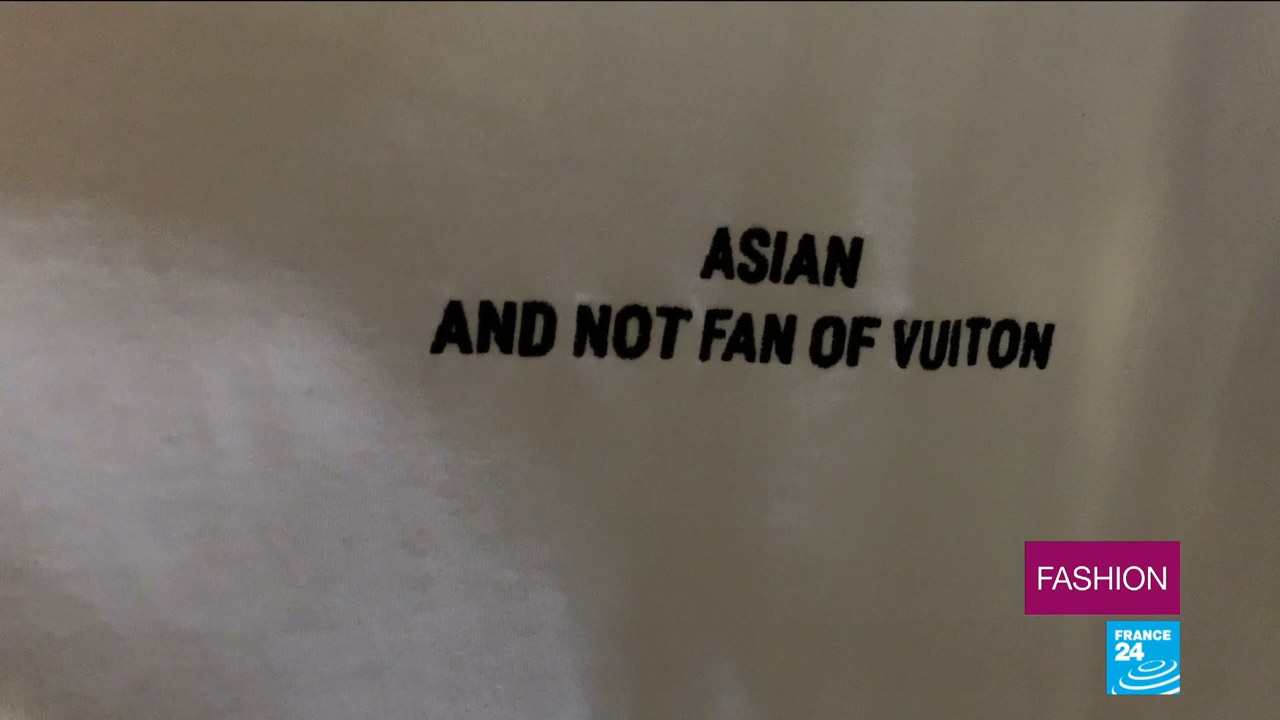 ASIAN
AND NOT FAN OF VUITON
FASHION
FRANCE
24